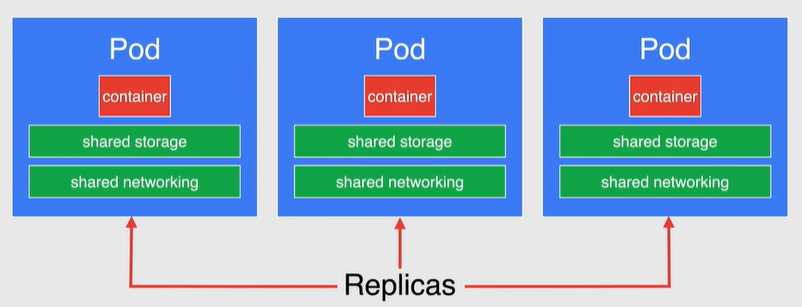 Pod
container
shared storage
shared networking
Pod
container
shared storage
shared networking
Pod
container
shared storage
shared networking
Replicas